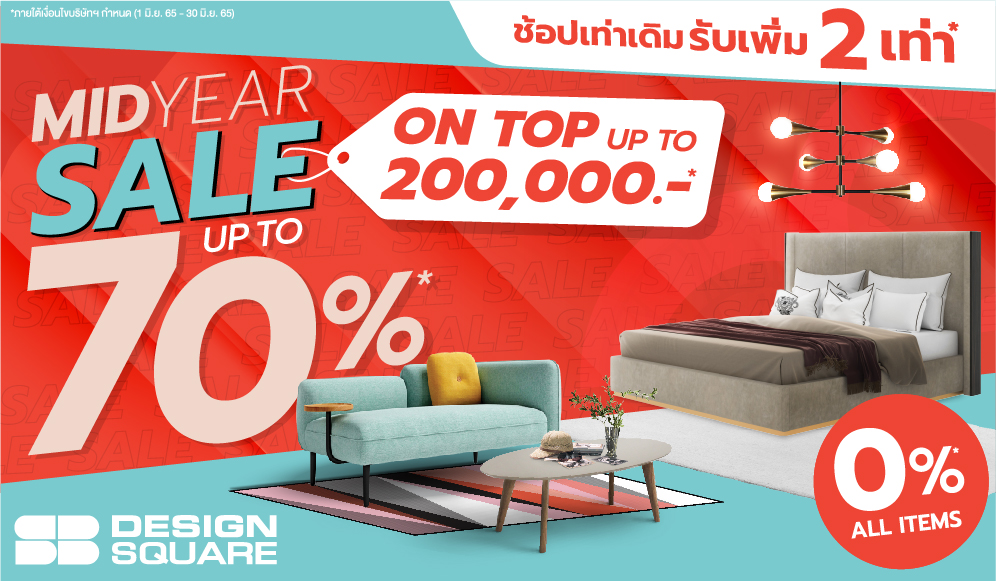 *ภายใต้เงื่อนไขบริษัทฯ กำหนด (1 มิ.ย. 65 - 30 มิ.ย. 65)
ช้อปเท่าเดิม รับเพิ่ม 2 เท่า*
MIDYEAR
SALE
UP TO
70%*
ON TOP UP TO
200,000.-*
0%*
ALL ITEMS
SB DESIGN
SQUARE